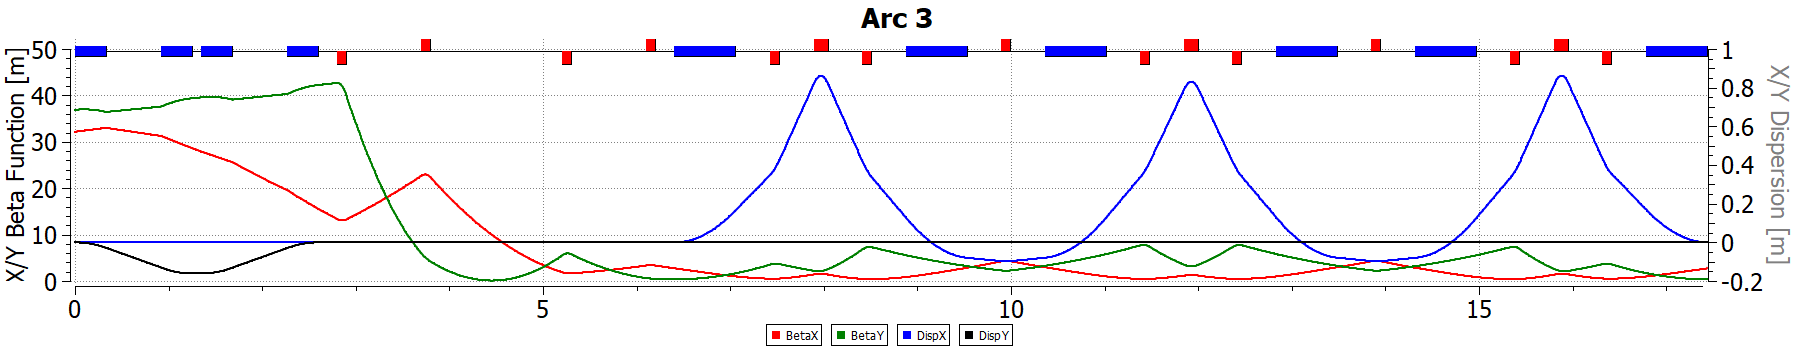 Arc 3
X/Y Beta Function [m]
50
40
30
20
10
0
1
0.8
0.6
0.4
0.2
0
-0.2
X/Y Dispersion [m]
0 5 10 15
BetaX BetaY DispX DispY